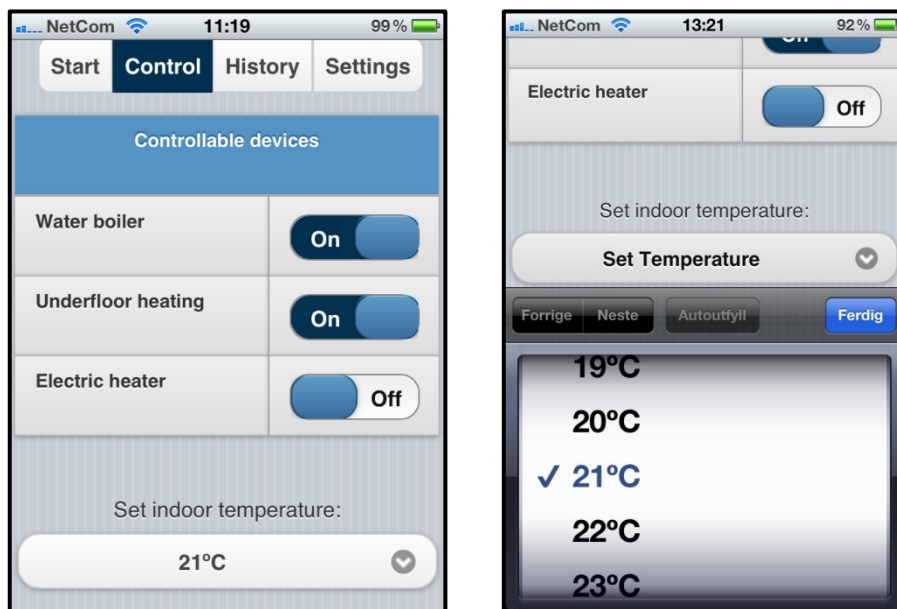 NetCom 11:19 99 %
Start Control History Settings
Controllable devices
Water boiler On
Underfloor heating On
Electric heater Off
Set indoor temperature:
21°C
NetCom 13:21 92 %
On
Electric heater Off
Set indoor temperature:
Set Temperature
Forrige Neste Autoutfyll Ferdig
19°C
20°C
✓ 21°C
22°C
23°C